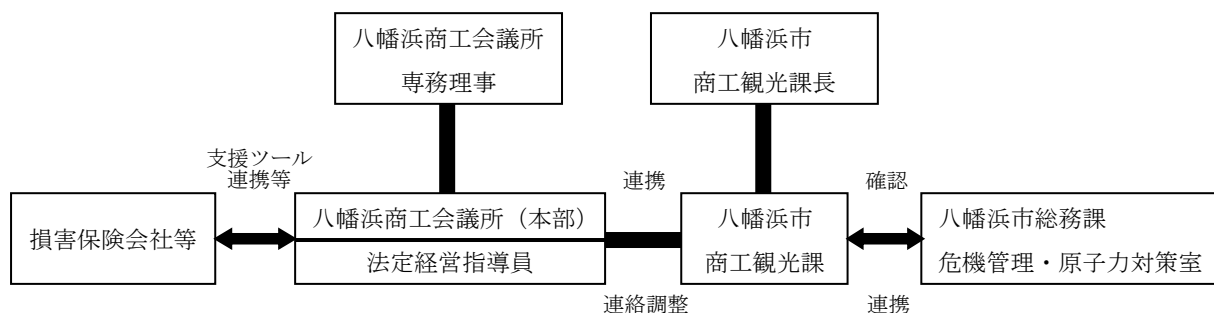 八幡浜商工会議所
専務理事
八幡浜市
商工観光課長
支援ツール
連携等
連携
確認
損害保険会社等
八幡浜商工会議所（本部）
法定経営指導員
八幡浜市
商工観光課
八幡浜市総務課
危機管理・原子力対策室
連絡調整
連携